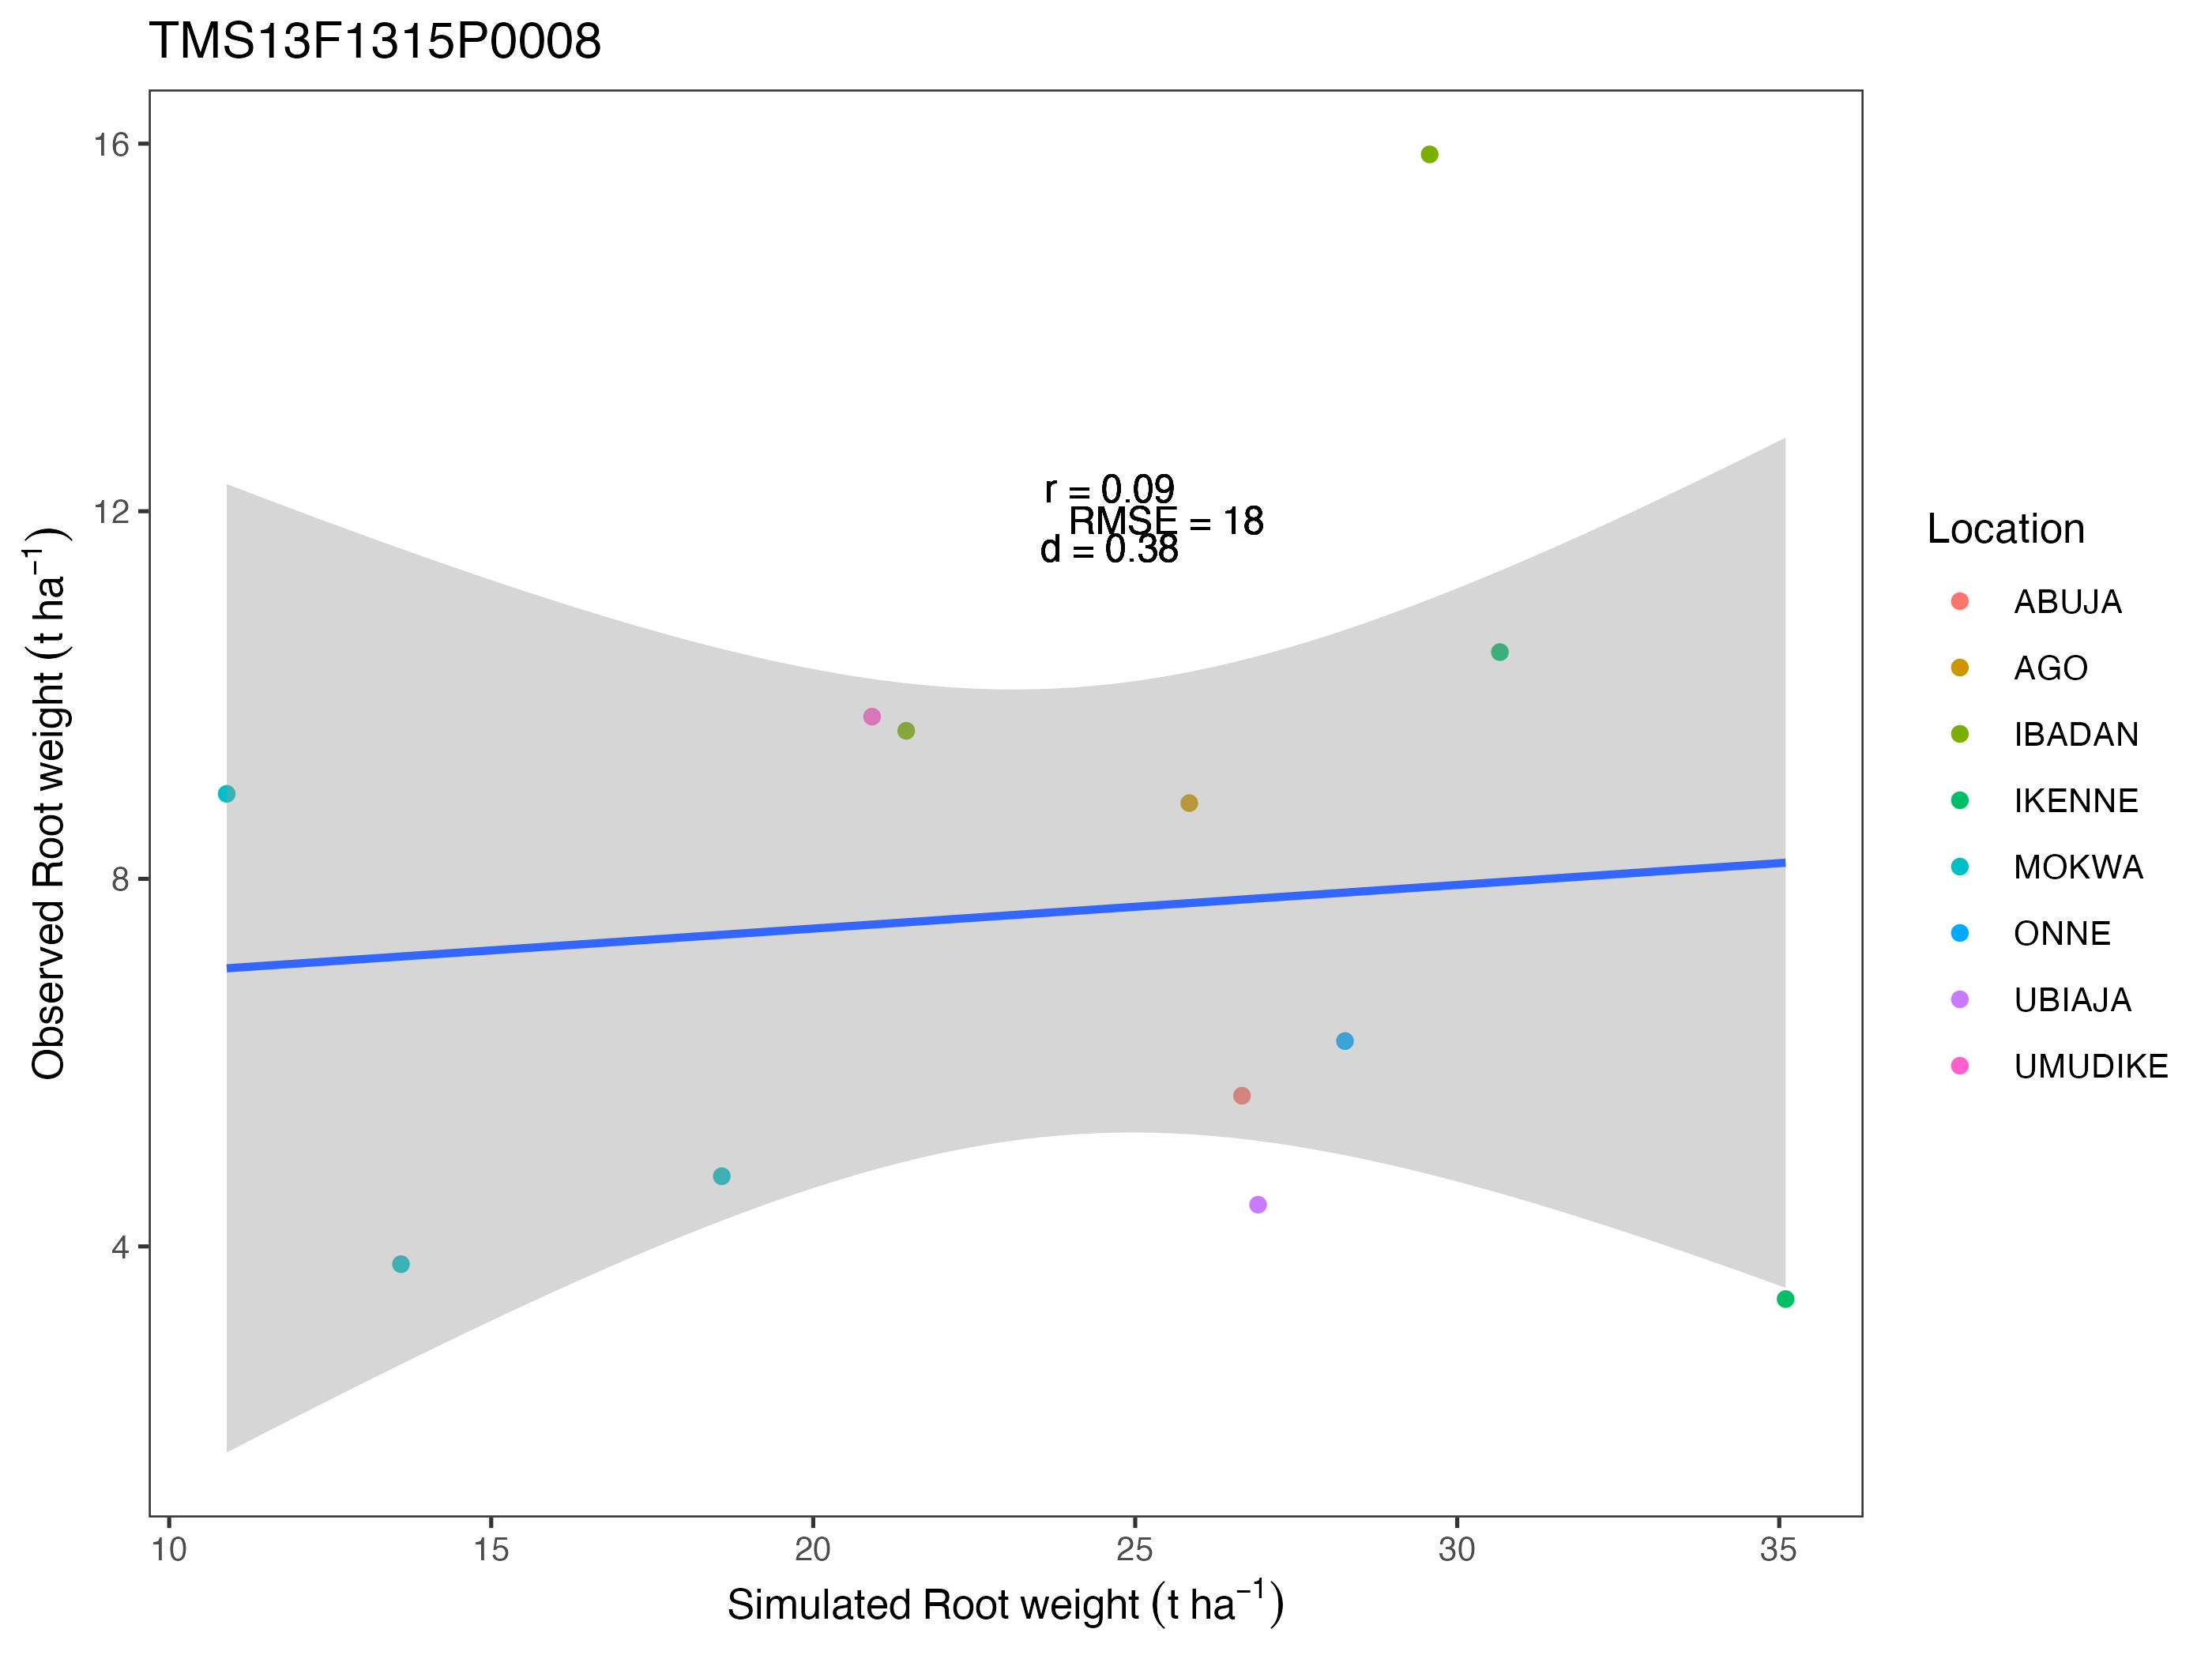 TMS13F1315P0008
16
12
8
4
Observed Root weight (t ha⁻¹)
r = 0.09
RMSE = 18
d = 0.38
10 15 20 25 30 35
Simulated Root weight (t ha⁻¹)
Location
ABUJA
AGO
IBADAN
IKENNE
MOKWA
ONNE
UBIAJA
UMUDIKE